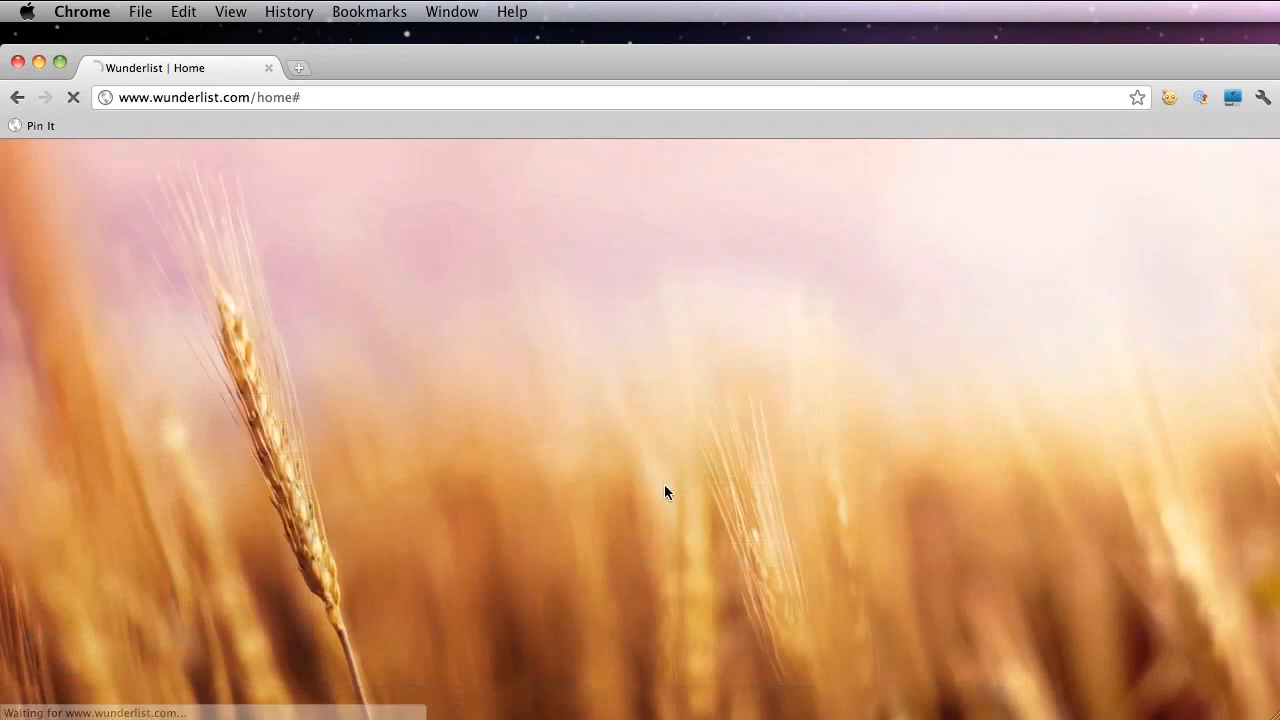 Chrome File Edit View History Bookmarks Window Help
Wunderlist | Home
www.wunderlist.com/home#
Pin It
Waiting for www.wunderlist.com...